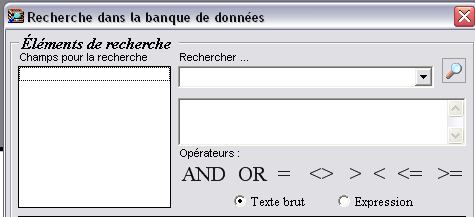 Recherche dans la banque de données
Éléments de recherche
Champs pour la recherche
Rechercher ...
Opérateurs :
AND OR = <> > < <= >=
Texte brut Expression